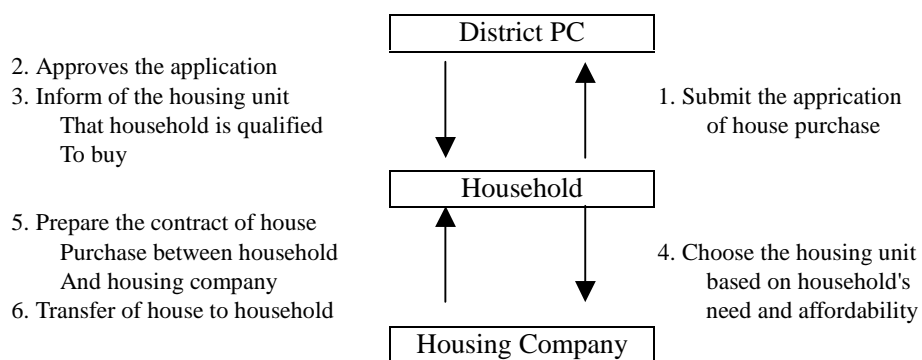 District PC
2. Approves the application
3. Inform of the housing unit
That household is qualified
To buy
1. Submit the apprication
of house purchase
Household
5. Prepare the contract of house
Purchase between household
And housing company
6. Transfer of house to household
4. Choose the housing unit
based on household's
need and affordability
Housing Company